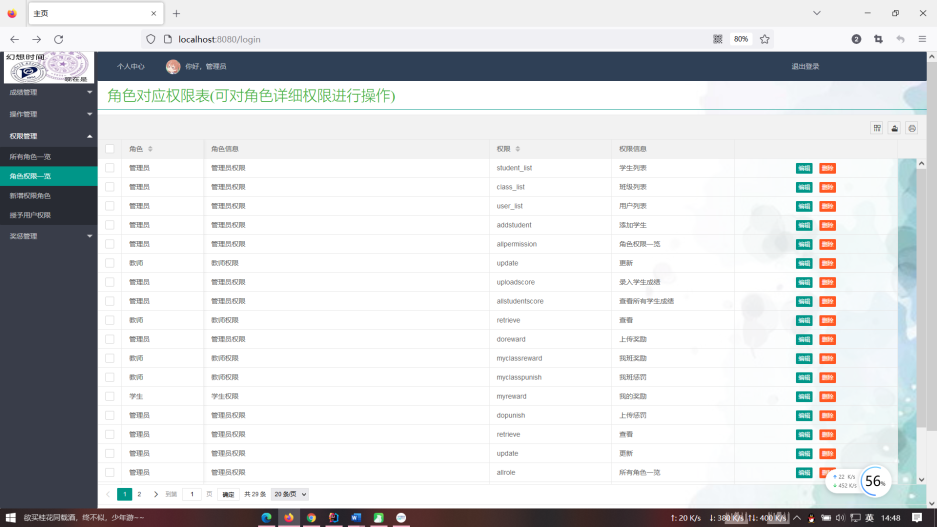 主页
localhost:8080/login
80%
2
幻想时间
现在是
个人中心
你好，管理员
退出登录
成绩管理
操作管理
权限管理
所有角色一览
角色权限一览
新增权限角色
授予用户权限
奖惩管理
角色对应权限表(可对角色详细权限进行操作)
角色 角色信息 权限 权限信息
管理员 管理员权限 student_list 学生列表 编辑 删除
管理员 管理员权限 class_list 班级列表 编辑 删除
管理员 管理员权限 user_list 用户列表 编辑 删除
管理员 管理员权限 addstudent 添加学生 编辑 删除
管理员 管理员权限 allpermission 角色权限一览 编辑 删除
教师 教师权限 update 更新 编辑 删除
管理员 管理员权限 uploadscore 录入学生成绩 编辑 删除
管理员 管理员权限 allstudentscore 查看所有学生成绩 编辑 删除
教师 教师权限 retrieve 查看 编辑 删除
管理员 管理员权限 doreward 上传奖励 编辑 删除
教师 教师权限 myclassreward 我班奖励 编辑 删除
教师 教师权限 myclasspunish 我班惩罚 编辑 删除
学生 学生权限 myreward 我的奖励 编辑 删除
管理员 管理员权限 dopunish 上传惩罚 编辑 删除
管理员 管理员权限 retrieve 查看 编辑 删除
管理员 管理员权限 update 更新 编辑 删除
管理员 管理员权限 allrole 所有角色一览 编辑 删除
1 2 到第 1 页 确定 共 29 条 20 条/页
↑ 22 K/s
↓ 452 K/s
56%
欲买桂花同载酒，终不似，少年游~~
↑: 20 K/s ↓: 380 K/s ↑↓: 400 K/s
英 14:48